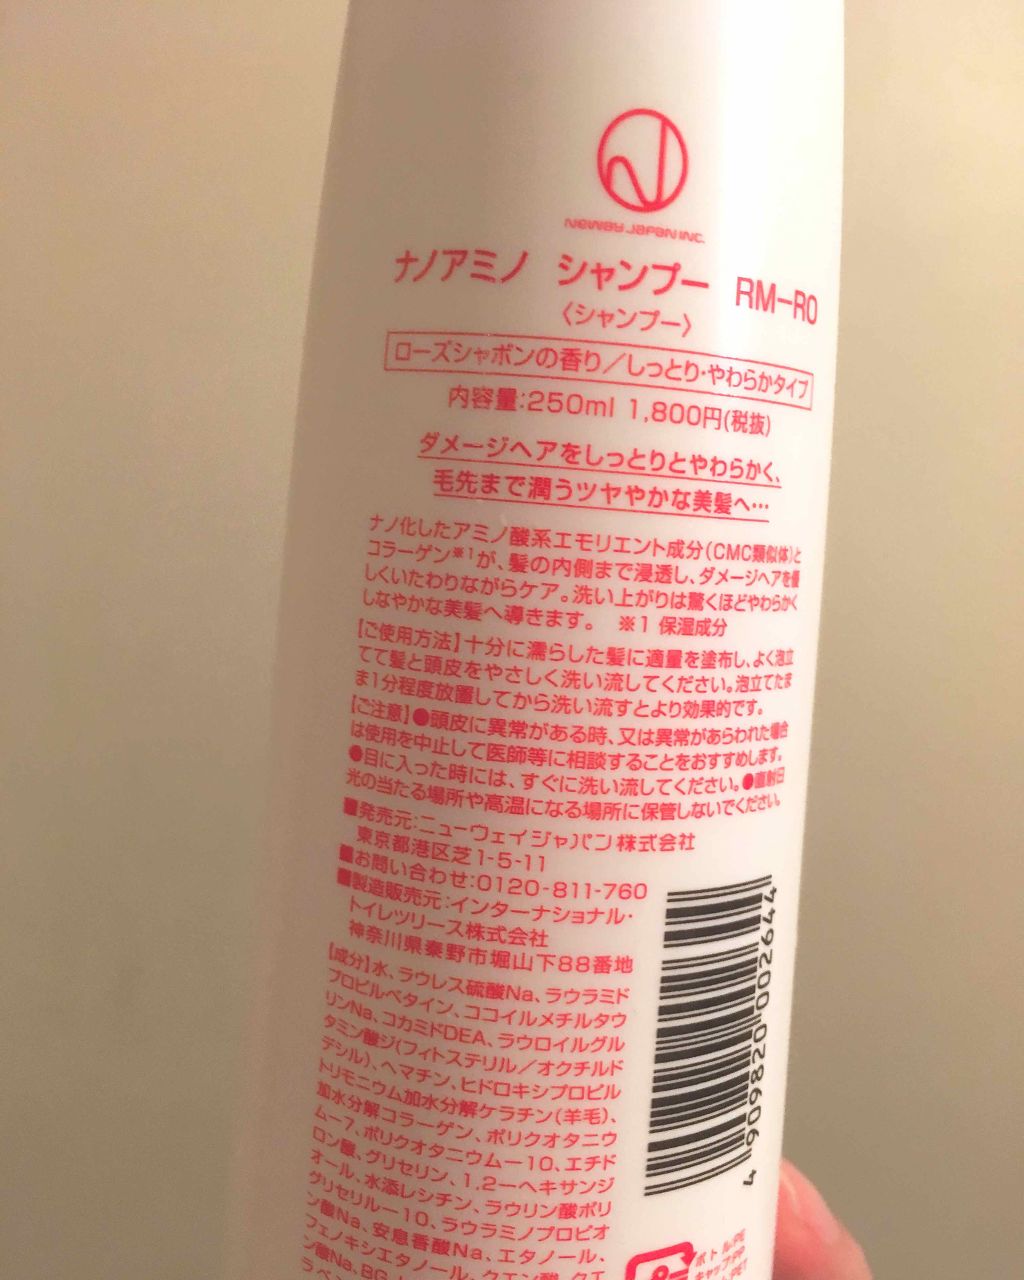 NEWAY JAPAN INC.
ナノアミノ シャンプー RM-RO
〈シャンプー〉
ローズシャボンの香り／しっとり・やわらかタイプ
内容量:250ml 1,800円(税抜)
ダメージヘアをしっとりとやわらかく、
毛先まで潤うツヤやかな美髪へ…
ナノ化したアミノ酸系エモリエント成分(CMC類似体)と
コラーゲン※1が、髪の内側まで浸透し、ダメージヘアを優
しくいたわりながらケア。洗い上がりは驚くほどやわらかく
しなやかな美髪へ導きます。 ※1 保湿成分
【ご使用方法】十分に濡らした髪に適量を塗布し、よく泡立
てて髪と頭皮をやさしく洗い流してください。泡立てたま
ま1分程度放置してから洗い流すとより効果的です。
【ご注意】●頭皮に異常がある時、又は異常があらわれた場合
は使用を中止して医師等に相談することをおすすめします。
●目に入った時には、すぐに洗い流してください。●直射日
光の当たる場所や高温になる場所に保管しないでください。
■発売元:ニューウェイジャパン株式会社
東京都港区芝1-5-11
■お問い合わせ:0120-811-760
■製造販売元:インターナショナル・
トイレツリース株式会社
神奈川県秦野市堀山下88番地
【成分】水、ラウレス硫酸Na、ラウラミド
プロピルベタイン、ココイルメチルタウ
リンNa、コカミドDEA、ラウロイルグル
タミン酸ジ(フィトステリル／オクチルド
デシル)、ヘマチン、ヒドロキシプロピル
トリモニウム加水分解ケラチン(羊毛)、
加水分解コラーゲン、ポリクオタニウ
ム-7、ポリクオタニウム-10、エチド
ロン酸、グリセリン、1,2-ヘキサンジ
オール、水添レシチン、ラウリン酸ポリ
グリセリル-10、ラウラミノプロピオ
ン酸Na、安息香酸Na、エタノール、
フェノキシエタノール、クエン酸、クエ
ン酸Na、BG
ラベン
4 909820 002644
ボトル:PE
キャップ:PP
PET